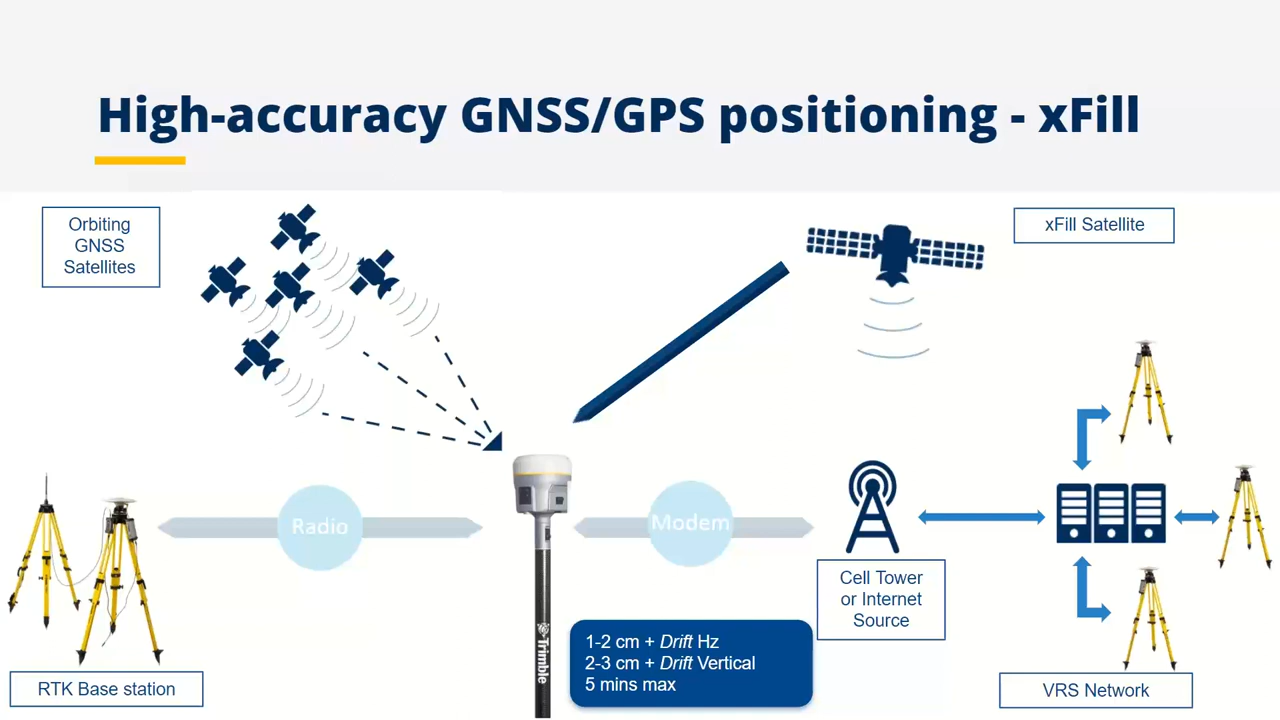 High-accuracy GNSS/GPS positioning - xFill
Orbiting
GNSS
Satellites
xFill Satellite
Radio
Modem
Cell Tower
or Internet
Source
Trimble
1-2 cm + Drift Hz
2-3 cm + Drift Vertical
5 mins max
RTK Base station
VRS Network